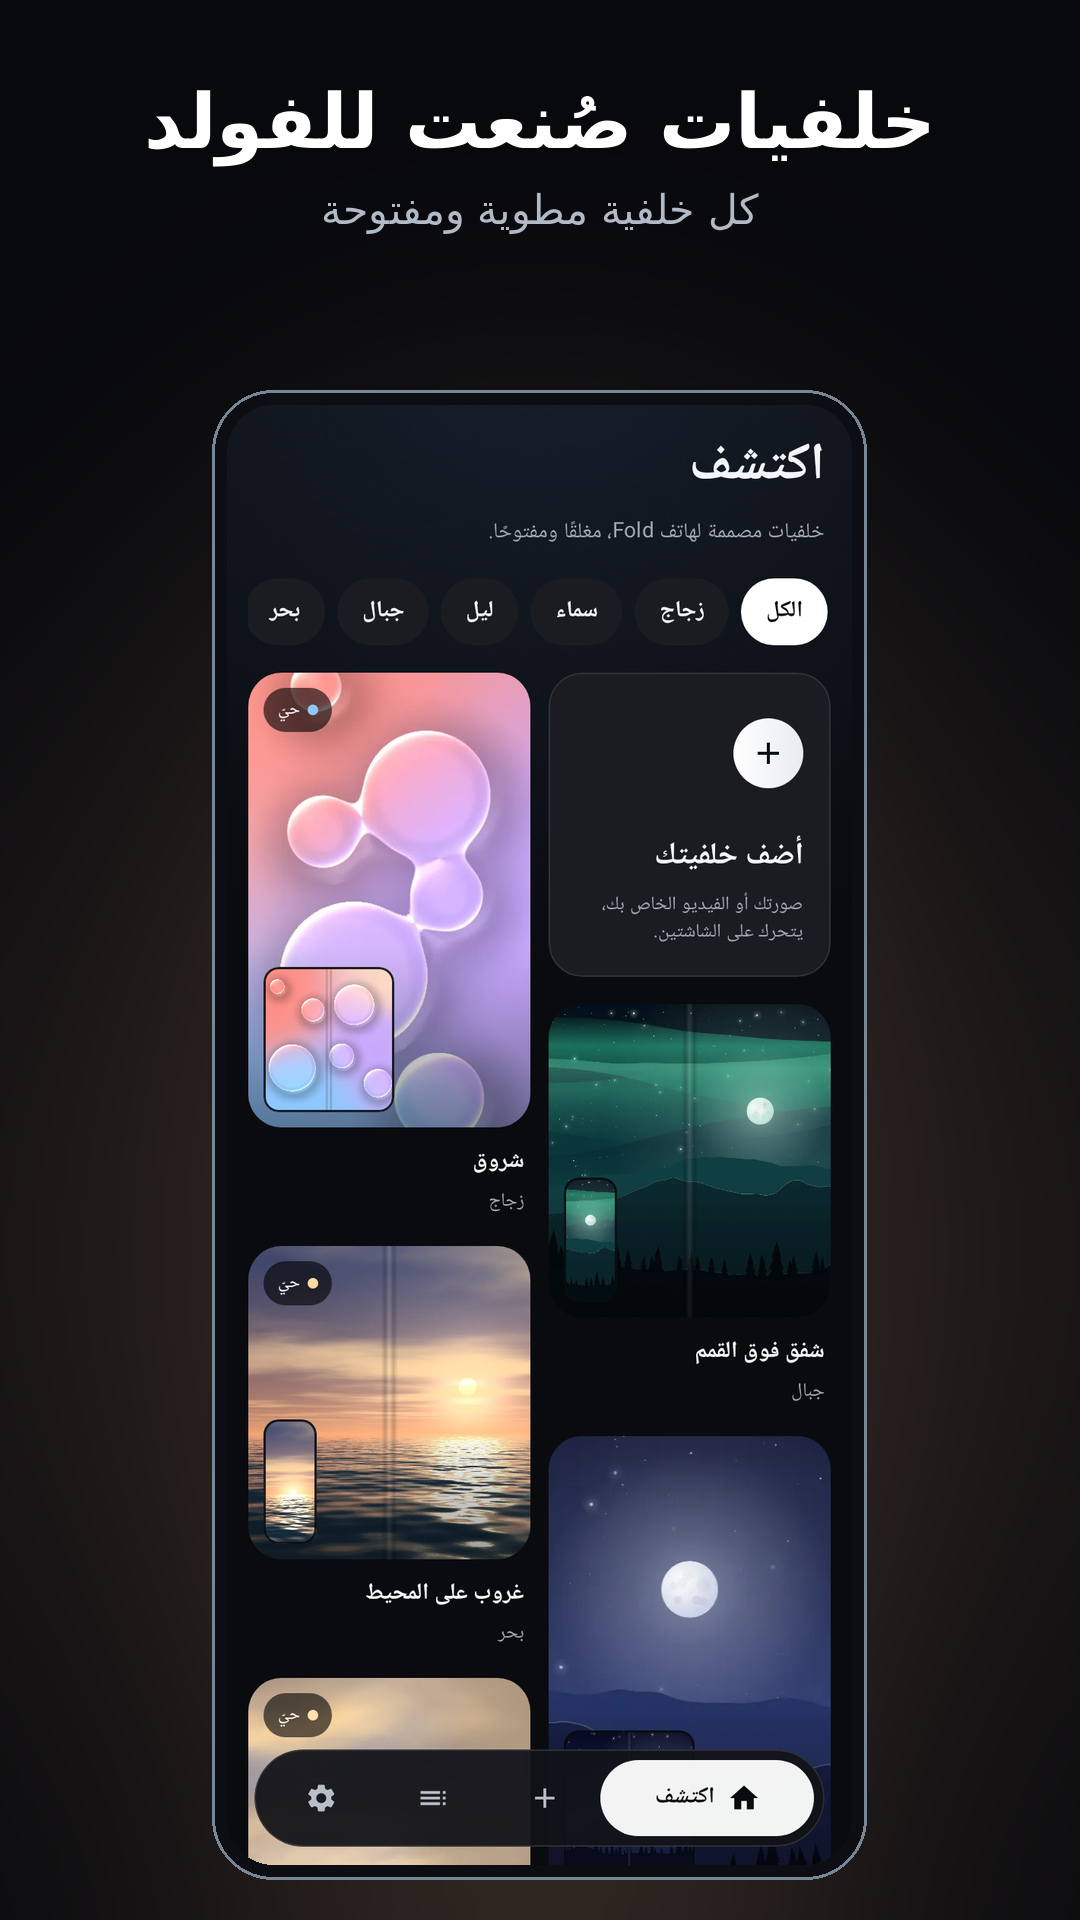 خلفيات صُنعت للفولد
كل خلفية مطوية ومفتوحة
اكتشف
خلفيات مصممة لهاتف Fold، مغلقًا ومفتوحًا.
الكل
زجاج
سماء
ليل
جبال
بحر
أضف خلفيتك
صورتك أو الفيديو الخاص بك،
يتحرك على الشاشتين.
حيّ
شروق
زجاج
شفق فوق القمم
جبال
حيّ
غروب على المحيط
بحر
حيّ
اكتشف